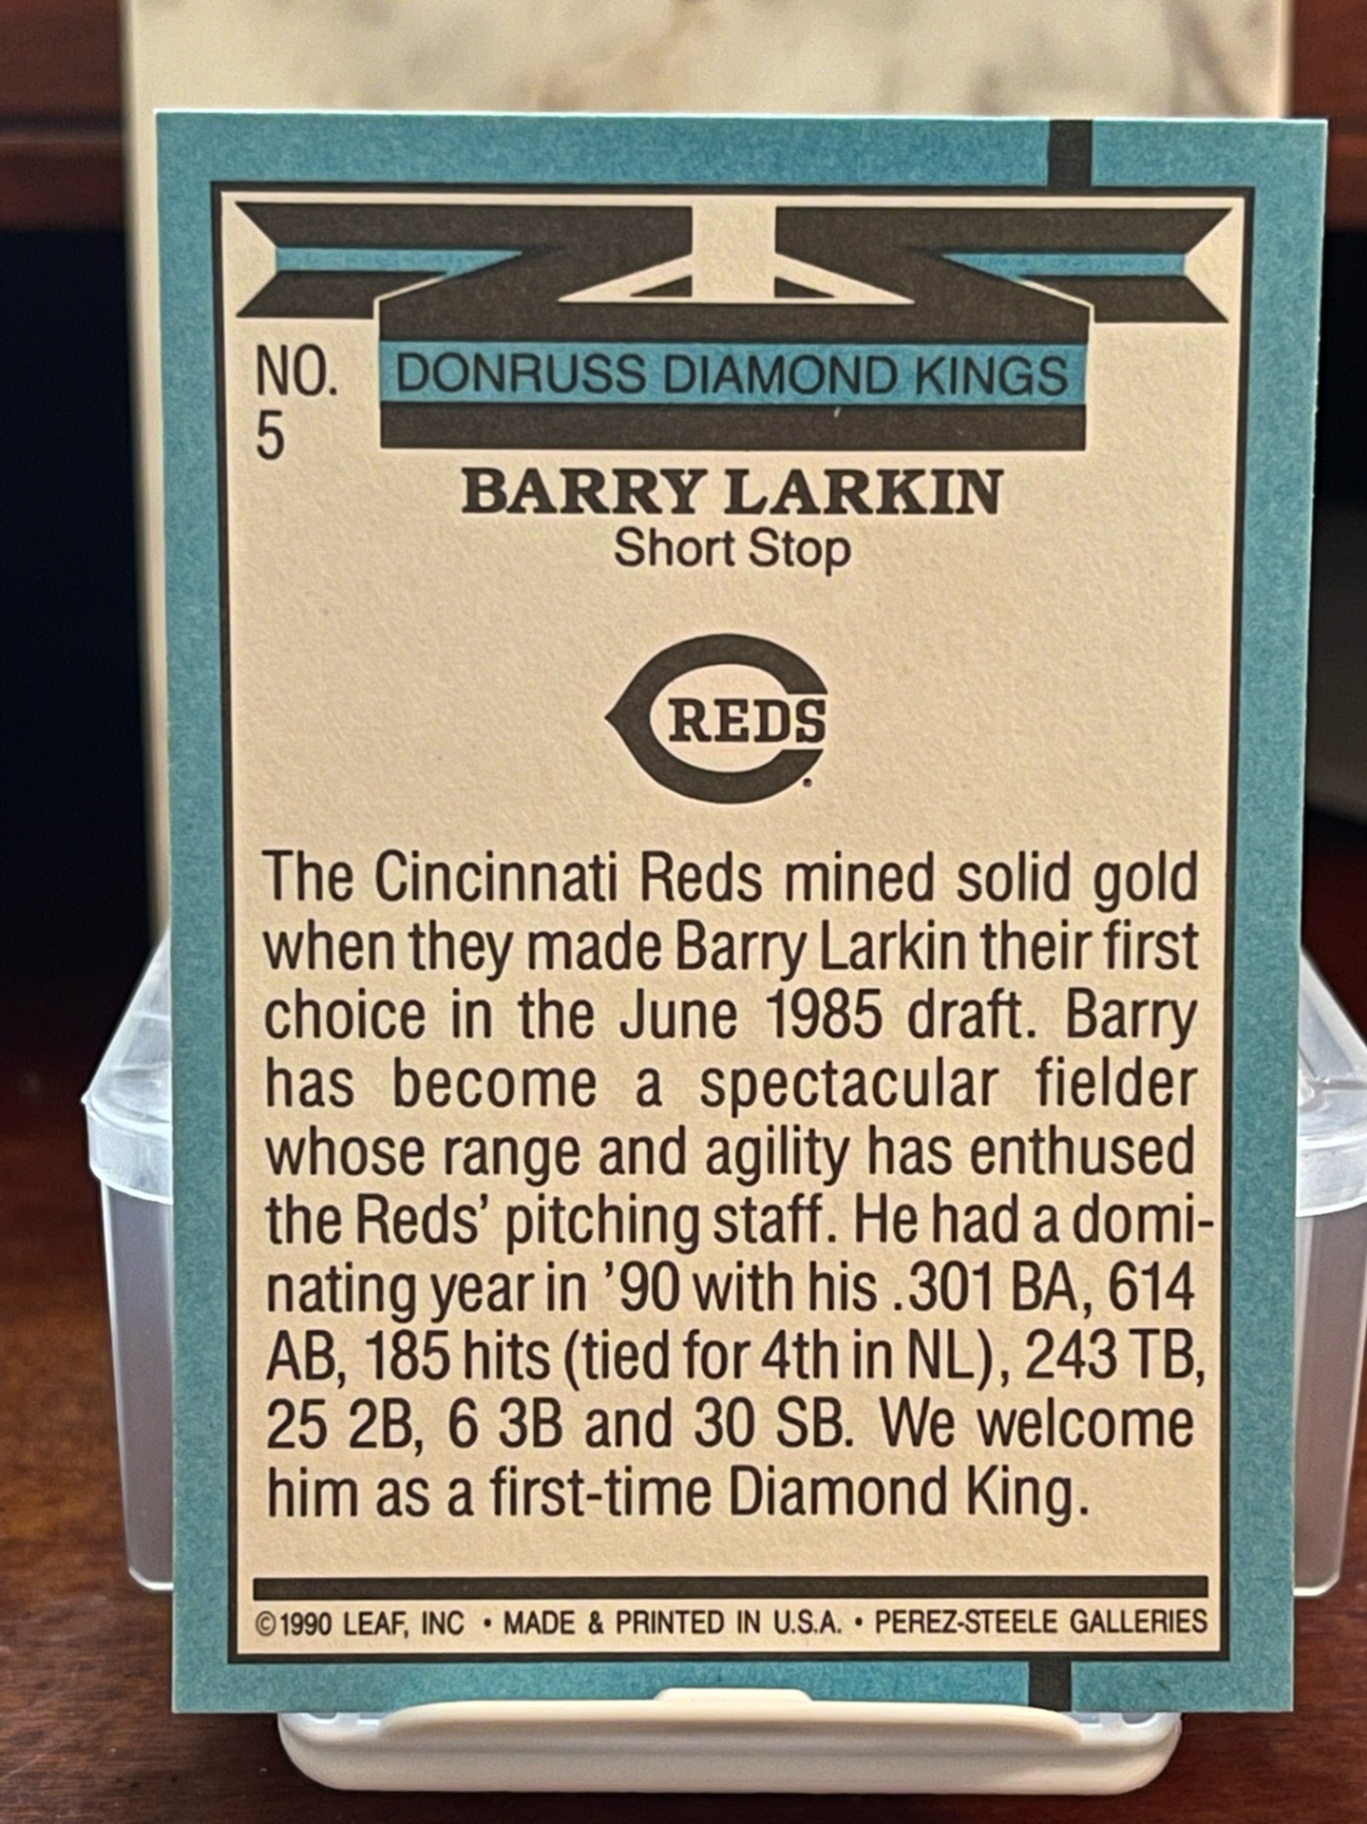 NO.
5
DONRUSS DIAMOND KINGS
BARRY LARKIN
Short Stop
REDS
The Cincinnati Reds mined solid gold
when they made Barry Larkin their first
choice in the June 1985 draft. Barry
has become a spectacular fielder
whose range and agility has enthused
the Reds’ pitching staff. He had a domi-
nating year in ’90 with his .301 BA, 614
AB, 185 hits (tied for 4th in NL), 243 TB,
25 2B, 6 3B and 30 SB. We welcome
him as a first-time Diamond King.
©1990 LEAF, INC • MADE & PRINTED IN U.S.A. • PEREZ-STEELE GALLERIES